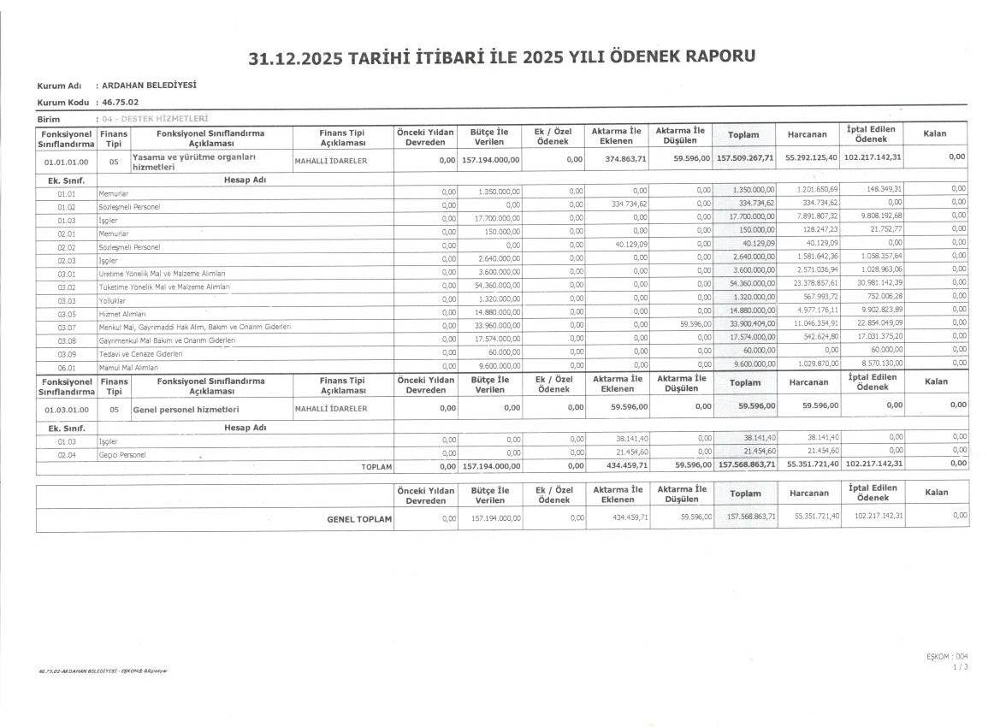 31.12.2025 TARİHİ İTİBARİ İLE 2025 YILI ÖDENEK RAPORU
Kurum Adı : ARDAHAN BELEDİYESİ
Kurum Kodu : 46.75.02
Birim : 04 - DESTEK HİZMETLERİ
Fonksiyonel Sınıflandırma Finans Tipi Fonksiyonel Sınıflandırma Açıklaması Finans Tipi Açıklaması Önceki Yıldan Devreden Bütçe İle Verilen Ek / Özel Ödenek Aktarma İle Eklenen Aktarma İle Düşülen Toplam Harcanan İptal Edilen Ödenek Kalan
01.01.01.00 05 Yasama ve yürütme organları hizmetleri MAHALLİ İDARELER 0,00 157.194.000,00 0,00 374.863,71 59.596,00 157.509.267,71 55.292.125,40 102.217.142,31 0,00
Ek. Sınıf. Hesap Adı
01.01 Memurlar 0,00 1.350.000,00 0,00 0,00 0,00 1.350.000,00 1.201.650,69 148.349,31 0,00
01.02 Sözleşmeli Personel 0,00 0,00 0,00 334.734,62 0,00 334.734,62 334.734,62 0,00 0,00
01.03 İşçiler 0,00 17.700.000,00 0,00 0,00 0,00 17.700.000,00 7.891.807,32 9.808.192,68 0,00
02.01 Memurlar 0,00 150.000,00 0,00 0,00 0,00 150.000,00 128.247,23 21.752,77 0,00
02.02 Sözleşmeli Personel 0,00 0,00 0,00 40.129,09 0,00 40.129,09 40.129,09 0,00 0,00
02.03 İşçiler 0,00 2.640.000,00 0,00 0,00 0,00 2.640.000,00 1.581.642,36 1.058.357,64 0,00
03.01 Üretime Yönelik Mal ve Malzeme Alımları 0,00 3.600.000,00 0,00 0,00 0,00 3.600.000,00 2.571.036,94 1.028.963,06 0,00
03.02 Tüketime Yönelik Mal ve Malzeme Alımları 0,00 54.360.000,00 0,00 0,00 0,00 54.360.000,00 23.378.857,61 30.981.142,39 0,00
03.03 Yolluklar 0,00 1.320.000,00 0,00 0,00 0,00 1.320.000,00 567.993,72 752.006,28 0,00
03.05 Hizmet Alımları 0,00 14.880.000,00 0,00 0,00 0,00 14.880.000,00 4.977.176,11 9.902.823,89 0,00
03.07 Menkul Mal, Gayrimaddi Hak Alım, Bakım ve Onarım Giderleri 0,00 33.960.000,00 0,00 0,00 59.596,00 33.900.404,00 11.046.354,91 22.854.049,09 0,00
03.08 Gayrimenkul Mal Bakım ve Onarım Giderleri 0,00 17.574.000,00 0,00 0,00 0,00 17.574.000,00 542.624,80 17.031.375,20 0,00
03.09 Tedavi ve Cenaze Giderleri 0,00 60.000,00 0,00 0,00 0,00 60.000,00 0,00 60.000,00 0,00
06.01 Mamul Mal Alımları 0,00 9.600.000,00 0,00 0,00 0,00 9.600.000,00 1.029.870,00 8.570.130,00 0,00
Fonksiyonel Sınıflandırma Finans Tipi Fonksiyonel Sınıflandırma Açıklaması Finans Tipi Açıklaması Önceki Yıldan Devreden Bütçe İle Verilen Ek / Özel Ödenek Aktarma İle Eklenen Aktarma İle Düşülen Toplam Harcanan İptal Edilen Ödenek Kalan
01.03.01.00 05 Genel personel hizmetleri MAHALLİ İDARELER 0,00 0,00 0,00 59.596,00 0,00 59.596,00 59.596,00 0,00 0,00
Ek. Sınıf. Hesap Adı
01.03 İşçiler 0,00 0,00 0,00 38.141,40 0,00 38.141,40 38.141,40 0,00 0,00
02.04 Geçici Personel 0,00 0,00 0,00 21.454,60 0,00 21.454,60 21.454,60 0,00 0,00
TOPLAM 0,00 157.194.000,00 0,00 434.459,71 59.596,00 157.568.863,71 55.351.721,40 102.217.142,31 0,00
Önceki Yıldan Devreden Bütçe İle Verilen Ek / Özel Ödenek Aktarma İle Eklenen Aktarma İle Düşülen Toplam Harcanan İptal Edilen Ödenek Kalan
GENEL TOPLAM 0,00 157.194.000,00 0,00 434.459,71 59.596,00 157.568.863,71 55.351.721,40 102.217.142,31 0,00
EŞKOM : 004
46.75.02-ARDAHAN BELEDİYESİ - EŞKOM® Bilgisayar
1 / 3